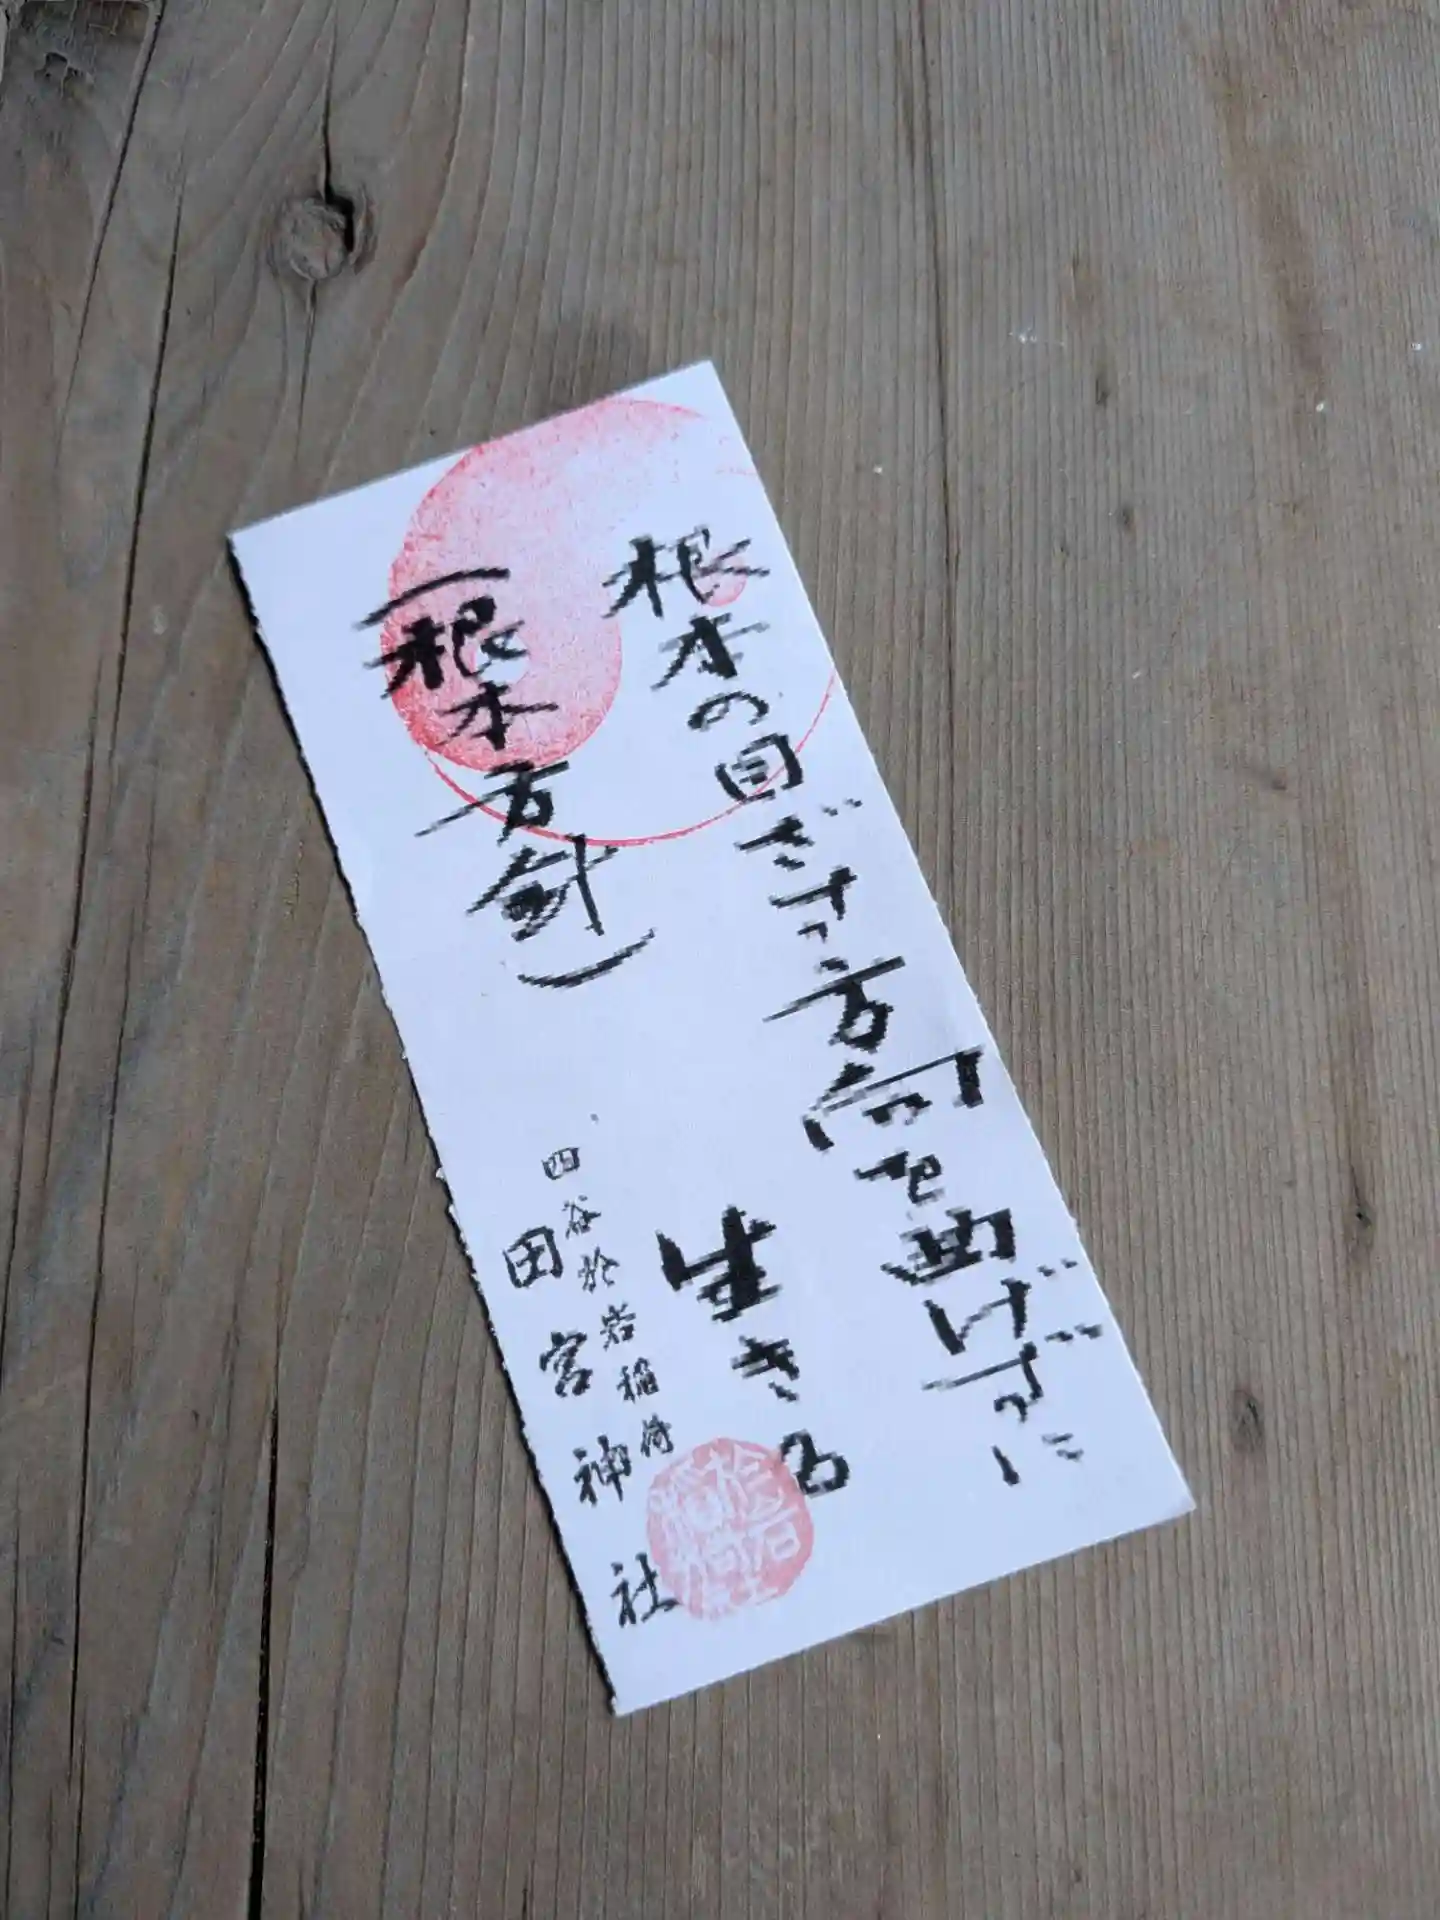 根本の目ざす方向を曲げずに
生きる
(根本方針)
四谷於岩稲荷
田宮神社